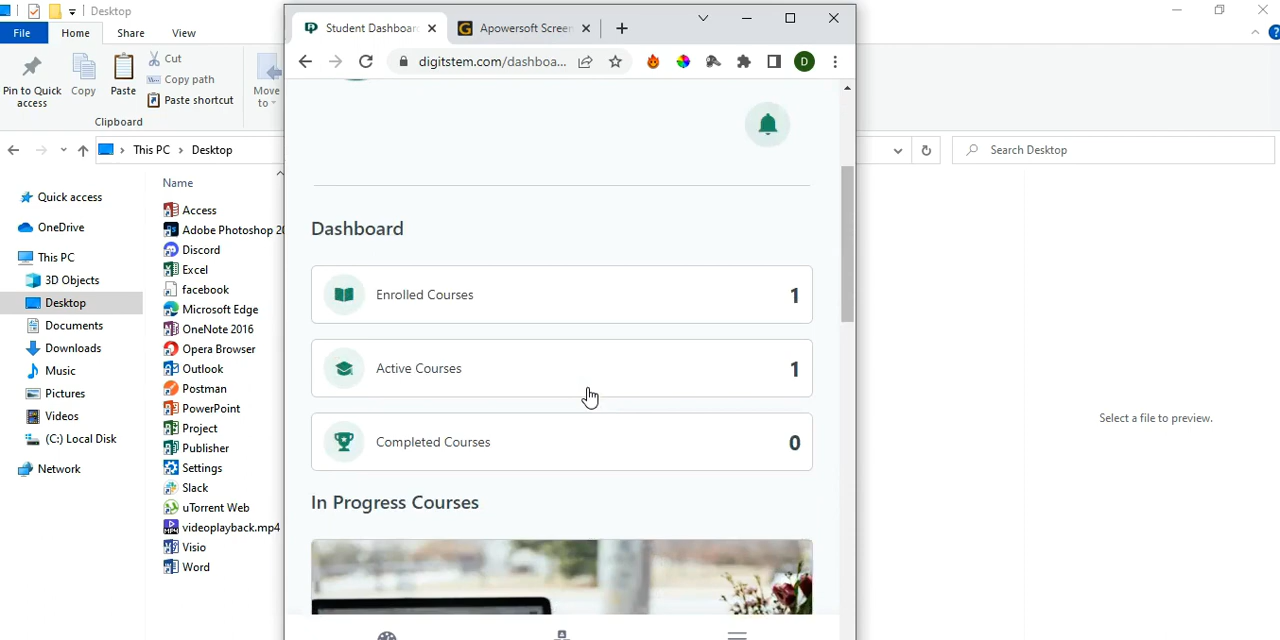 Desktop
File
Home
Share
View
Pin to Quick access
Copy
Paste
Cut
Copy path
Paste shortcut
Move to
Clipboard
This PC > Desktop
Search Desktop
Quick access
OneDrive
This PC
3D Objects
Desktop
Documents
Downloads
Music
Pictures
Videos
(C:) Local Disk
Network
Name
Access
Adobe Photoshop 20
Discord
Excel
facebook
Microsoft Edge
OneNote 2016
Opera Browser
Outlook
Postman
PowerPoint
Project
Publisher
Settings
Slack
uTorrent Web
videoplayback.mp4
Visio
Word
Student Dashboar
Apowersoft Screen
digitstem.com/dashboa...
D
Dashboard
Enrolled Courses 1
Active Courses 1
Completed Courses 0
In Progress Courses
Select a file to preview.